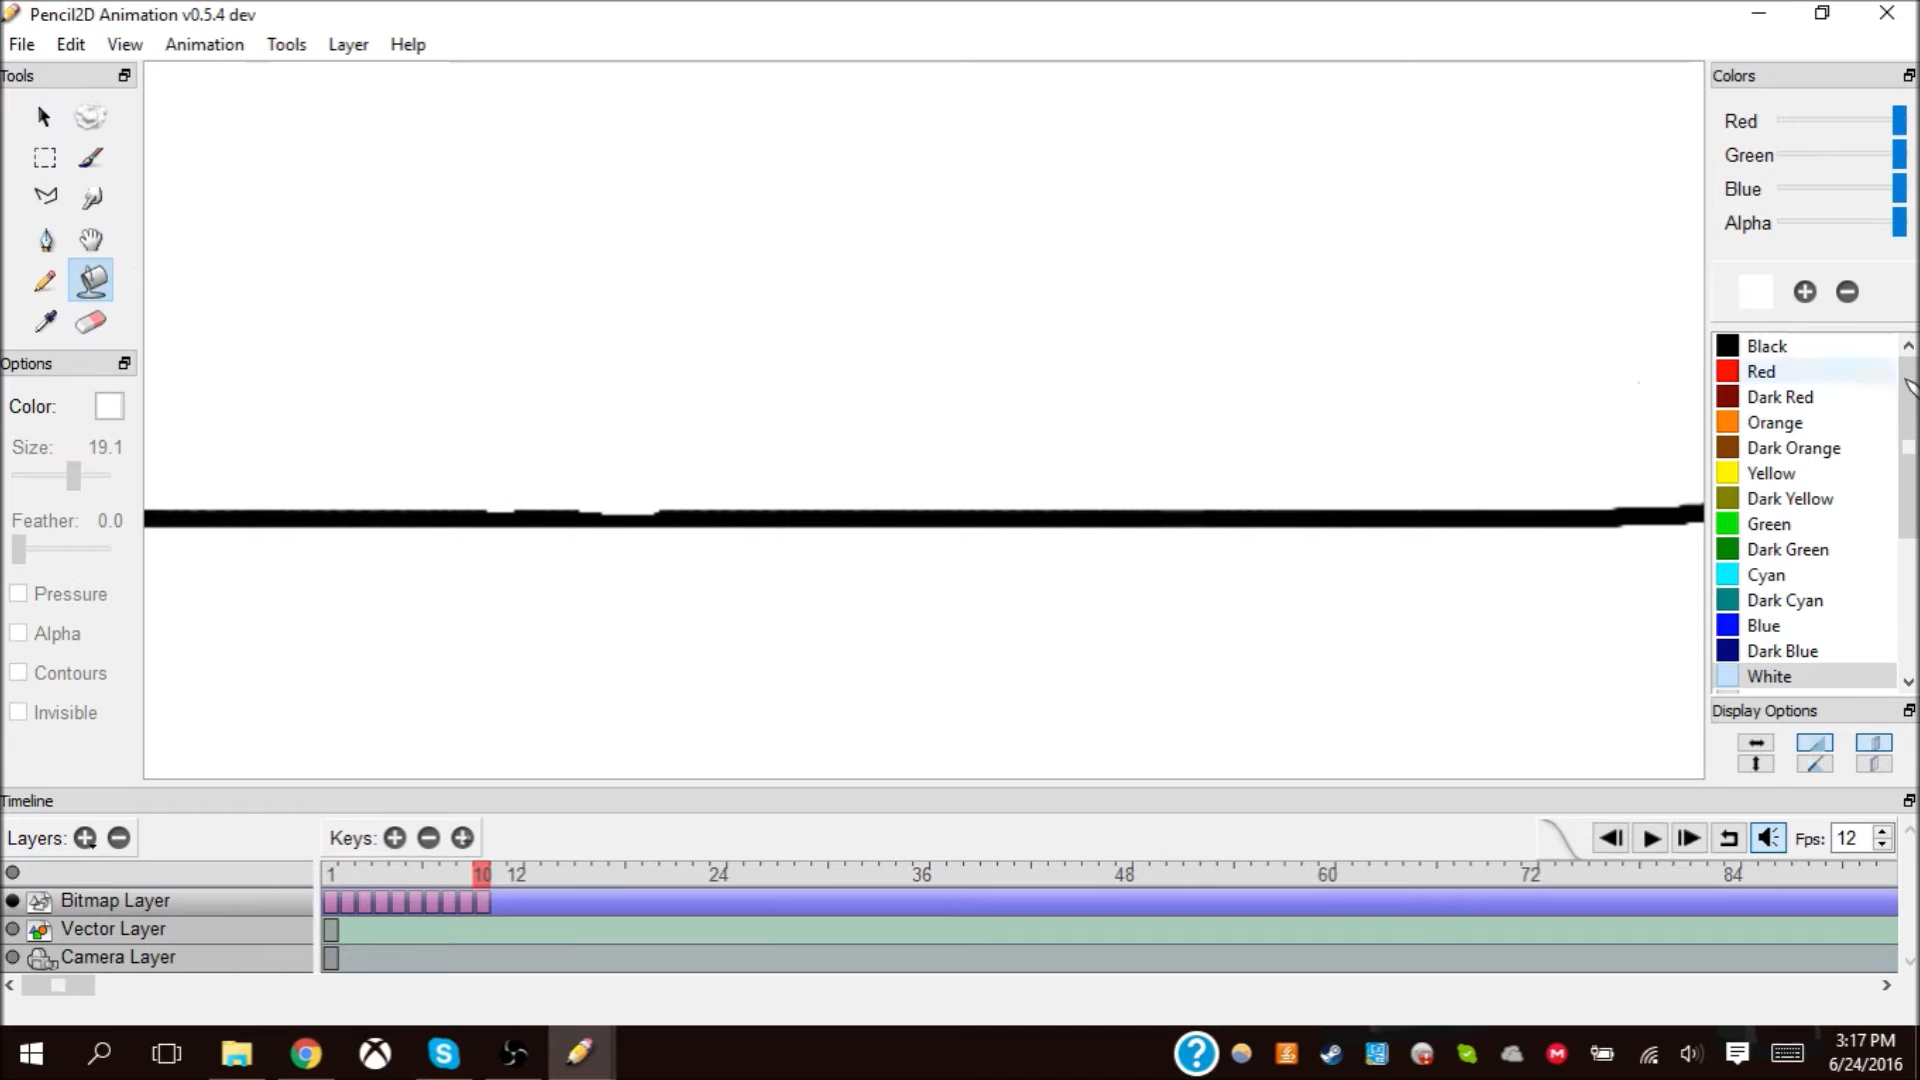 Pencil2D Animation v0.5.4 dev
File Edit View Animation Tools Layer Help
Tools
Colors
Red
Green
Blue
Alpha
Options
Color:
Size: 19.1
Feather: 0.0
Pressure
Alpha
Contours
Invisible
Black
Red
Dark Red
Orange
Dark Orange
Yellow
Dark Yellow
Green
Dark Green
Cyan
Dark Cyan
Blue
Dark Blue
White
Display Options
Timeline
Layers:
Keys:
Fps: 12
1 10 12 24 36 48 60 72 84
Bitmap Layer
Vector Layer
Camera Layer
3:17 PM
6/24/2016